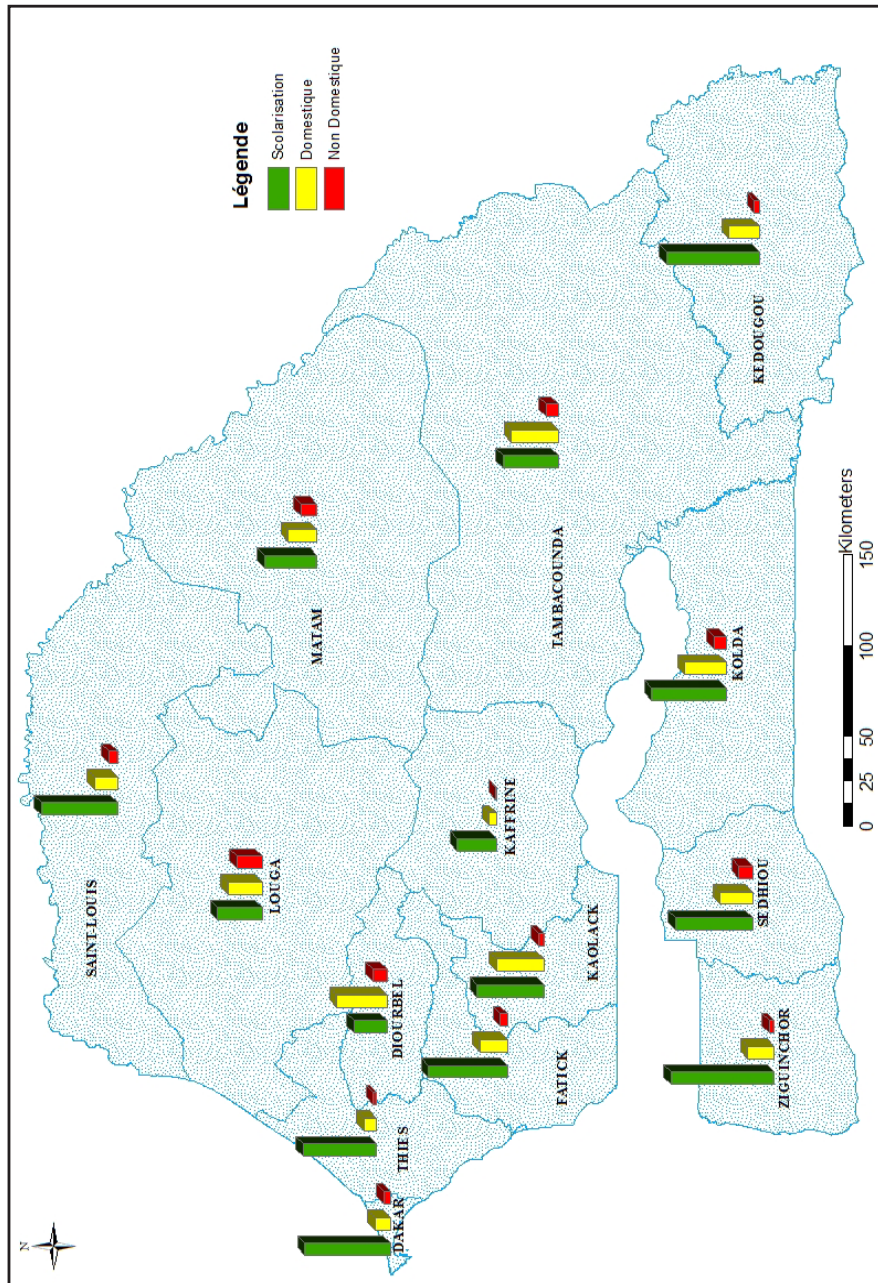 N
Légende
Scolarisation
Domestique
Non Domestique
SAINT-LOUIS
LOUGA
MATAM
DIOURBEL
THIES
DAKAR
FATICK
KAOLACK
KAFFRINE
TAMBACOUNDA
KEDOUGOU
KOLDA
SEDHIOU
ZIGUINCHOR
Kilometers
0 25 50 100 150